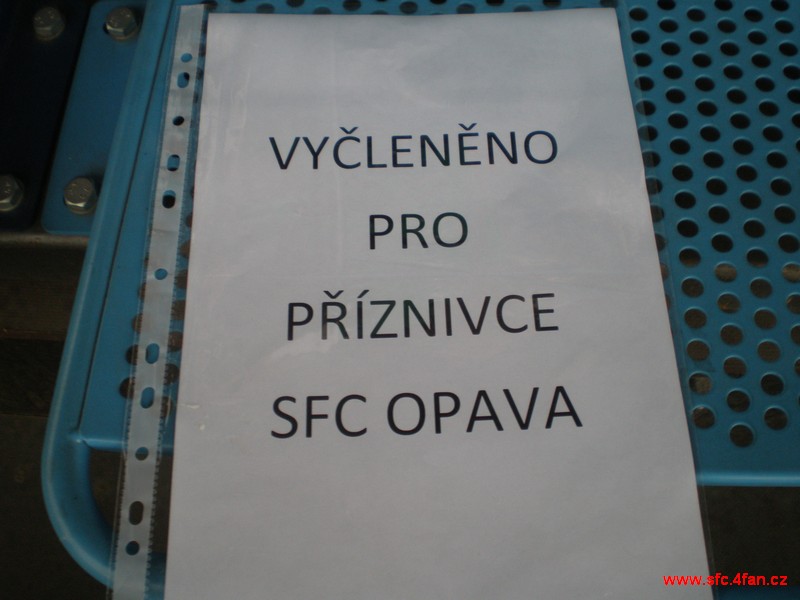 VYČLENĚNO
PRO
PŘÍZNIVCE
SFC OPAVA
www.sfc.4fan.cz